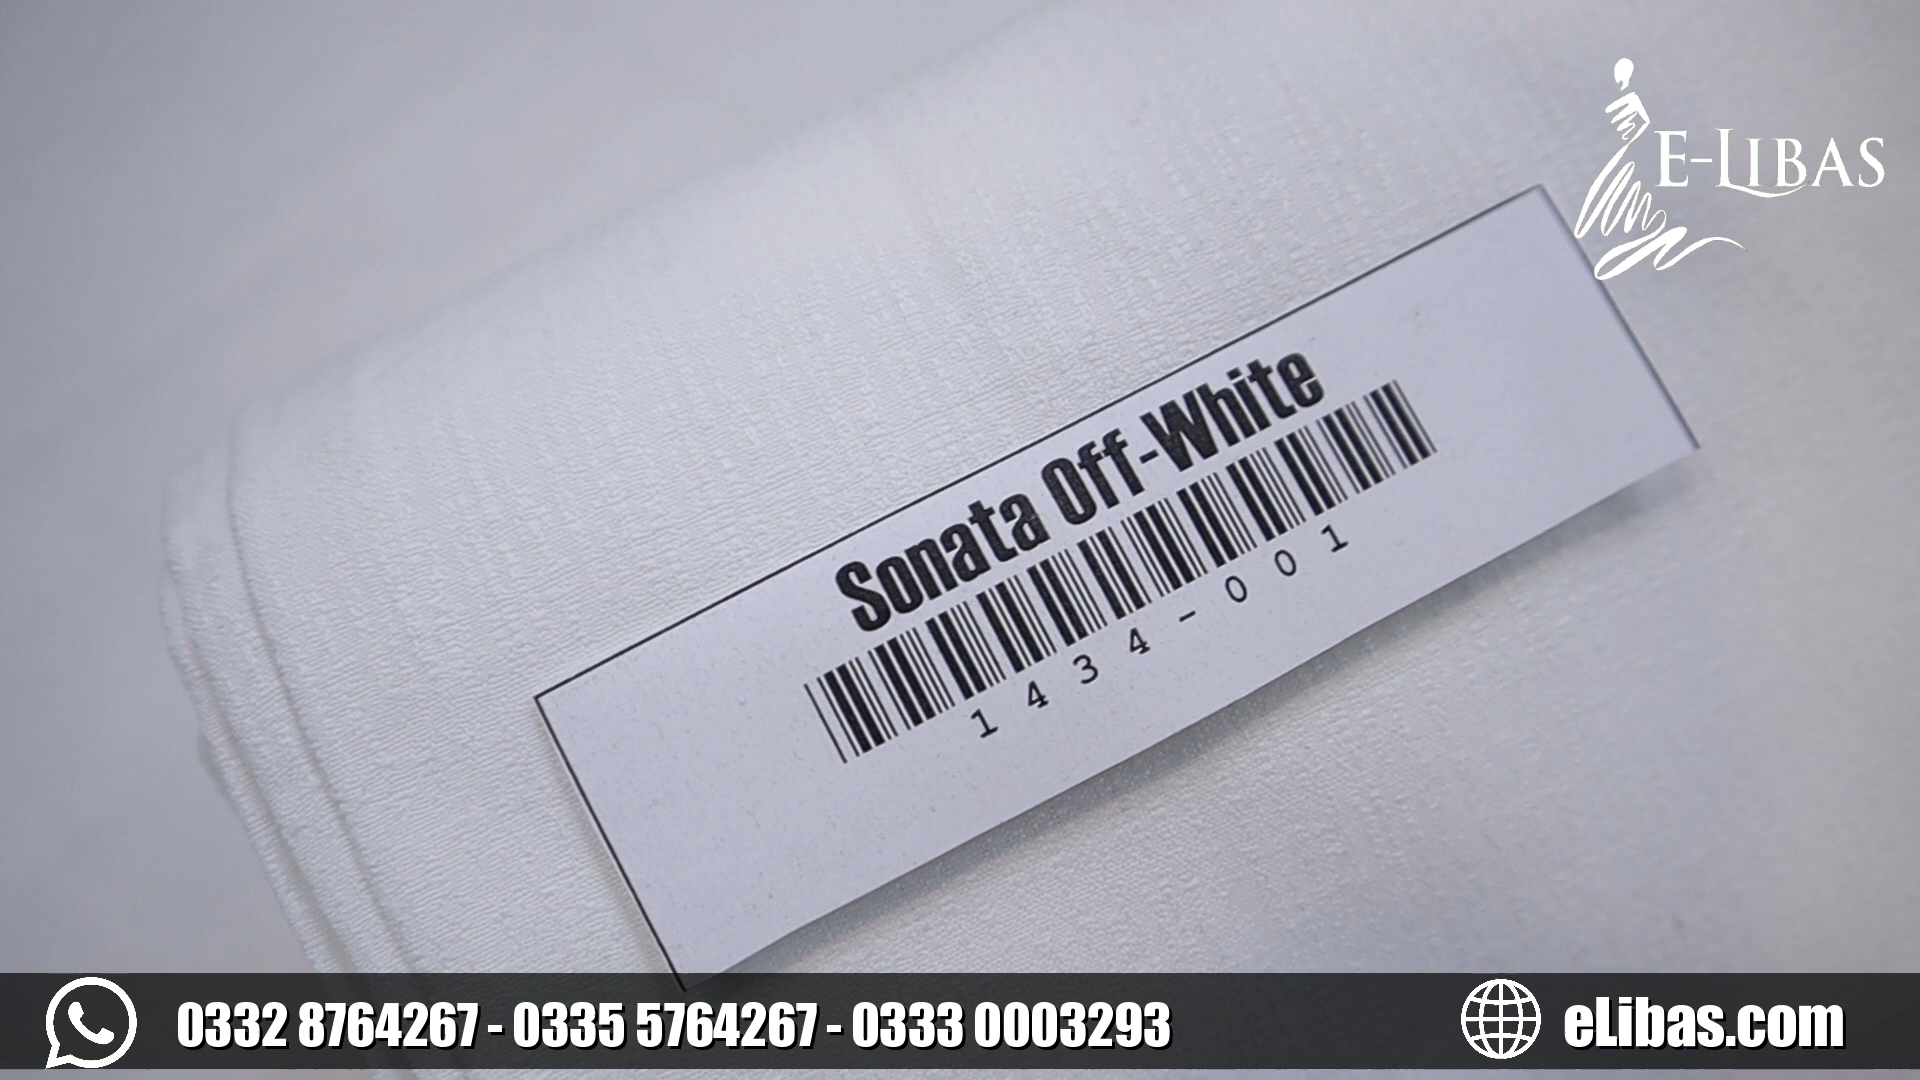 E-LIBAS
Sonata Off-White
1434-001
0332 8764267 - 0335 5764267 - 0333 0003293
eLibas.com